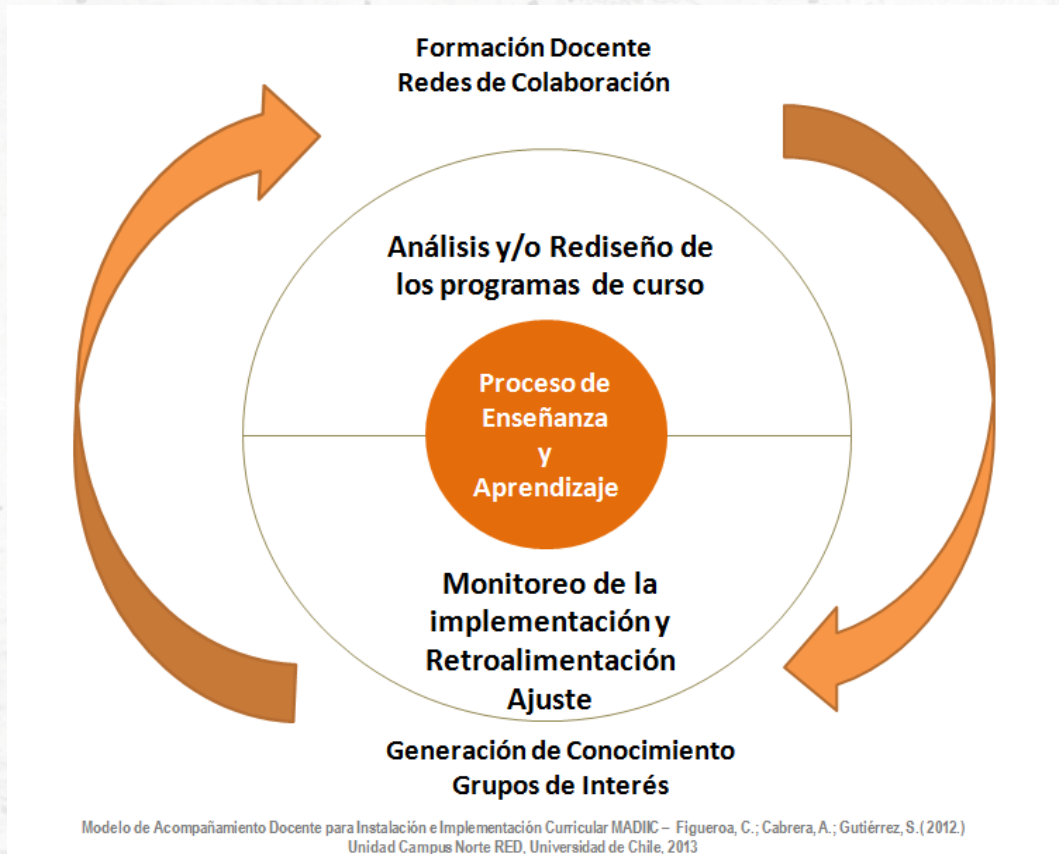 Formación Docente
Redes de Colaboración
Análisis y/o Rediseño de
los programas de curso
Proceso de
Enseñanza
y
Aprendizaje
Monitoreo de la
implementación y
Retroalimentación
Ajuste
Generación de Conocimiento
Grupos de Interés
Modelo de Acompañamiento Docente para Instalación e Implementación Curricular MADIIC – Figueroa, C.; Cabrera, A.; Gutiérrez, S.( 2012.)
Unidad Campus Norte RED, Universidad de Chile, 2013